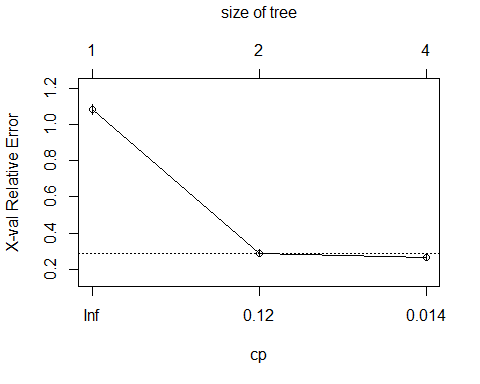 size of tree
1 2 4
X-val Relative Error
1.2
1.0
0.8
0.6
0.4
0.2
Inf 0.12 0.014
cp